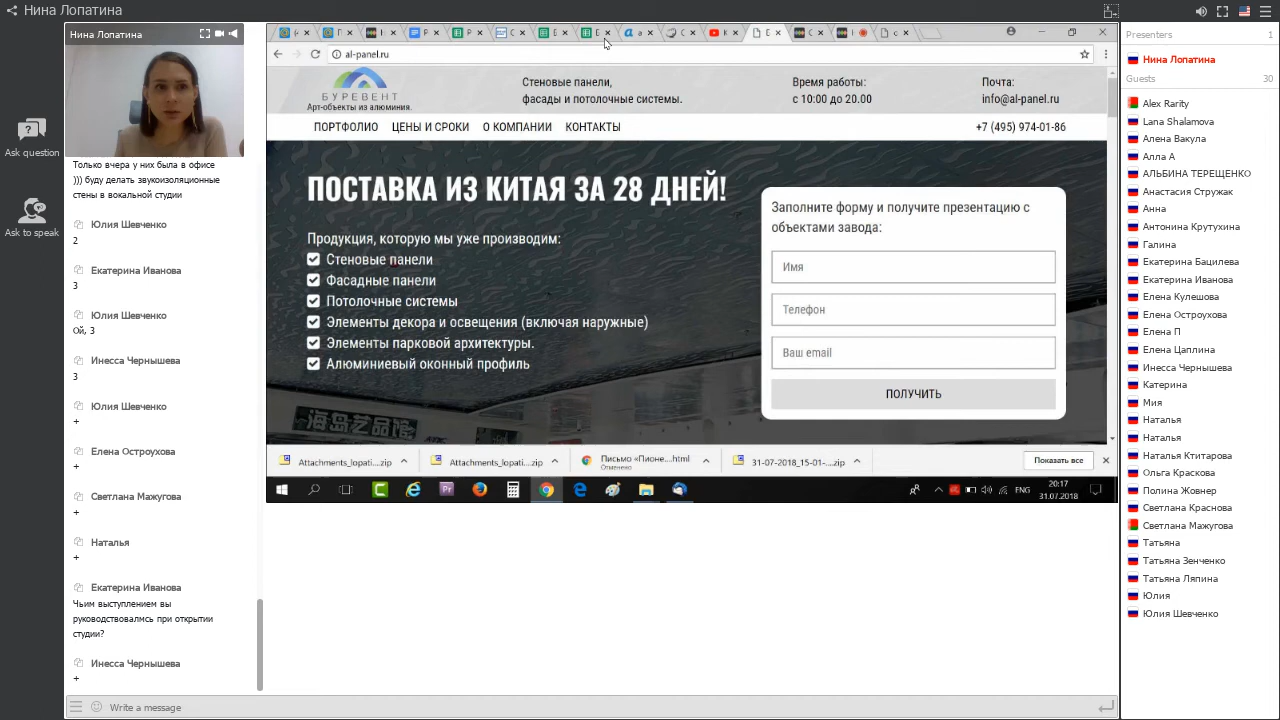 Нина Лопатина
Ask question
Ask to speak
Нина Лопатина
Только вчера у них была в офисе
))) буду делать звукоизоляционные
стены в вокальной студии
Юлия Шевченко
2
Екатерина Иванова
3
Юлия Шевченко
Ой, 3
Инесса Чернышева
3
Юлия Шевченко
+
Елена Остроухова
+
Светлана Мажугова
+
Наталья
+
Екатерина Иванова
Чьим выступлением вы
руководствовалмсь при открытии
студии?
Инесса Чернышева
+
Write a message
al-panel.ru
БУРЕВЕНТ
Арт-объекты из алюминия.
Стеновые панели,
фасады и потолочные системы.
Время работы:
с 10:00 до 20.00
Почта:
info@al-panel.ru
ПОРТФОЛИО ЦЕНЫ И СРОКИ О КОМПАНИИ КОНТАКТЫ +7 (495) 974-01-86
ПОСТАВКА ИЗ КИТАЯ ЗА 28 ДНЕЙ!
Продукция, которую мы уже производим:
Стеновые панели
Фасадные панели
Потолочные системы
Элементы декора и освещения (включая наружные)
Элементы парковой архитектуры.
Алюминиевый оконный профиль
Заполните форму и получите презентацию с
объектами завода:
Имя
Телефон
Ваш email
ПОЛУЧИТЬ
Attachments_lopati....zip
Attachments_lopati....zip
Письмо «Пионе....html
Отменено
31-07-2018_15-01-....zip
Показать все
ENG
20:17
31.07.2018
Presenters 1
Нина Лопатина
Guests 30
Alex Rarity
Lana Shalamova
Алена Вакула
Алла А
АЛЬБИНА ТЕРЕЩЕНКО
Анастасия Стружак
Анна
Антонина Крутухина
Галина
Екатерина Бацилева
Екатерина Иванова
Елена Кулешова
Елена Остроухова
Елена П
Елена Цаплина
Инесса Чернышева
Катерина
Мия
Наталья
Наталья
Наталья Ктитарова
Ольга Краскова
Полина Жовнер
Светлана Краснова
Светлана Мажугова
Татьяна
Татьяна Зенченко
Татьяна Ляпина
Юлия
Юлия Шевченко